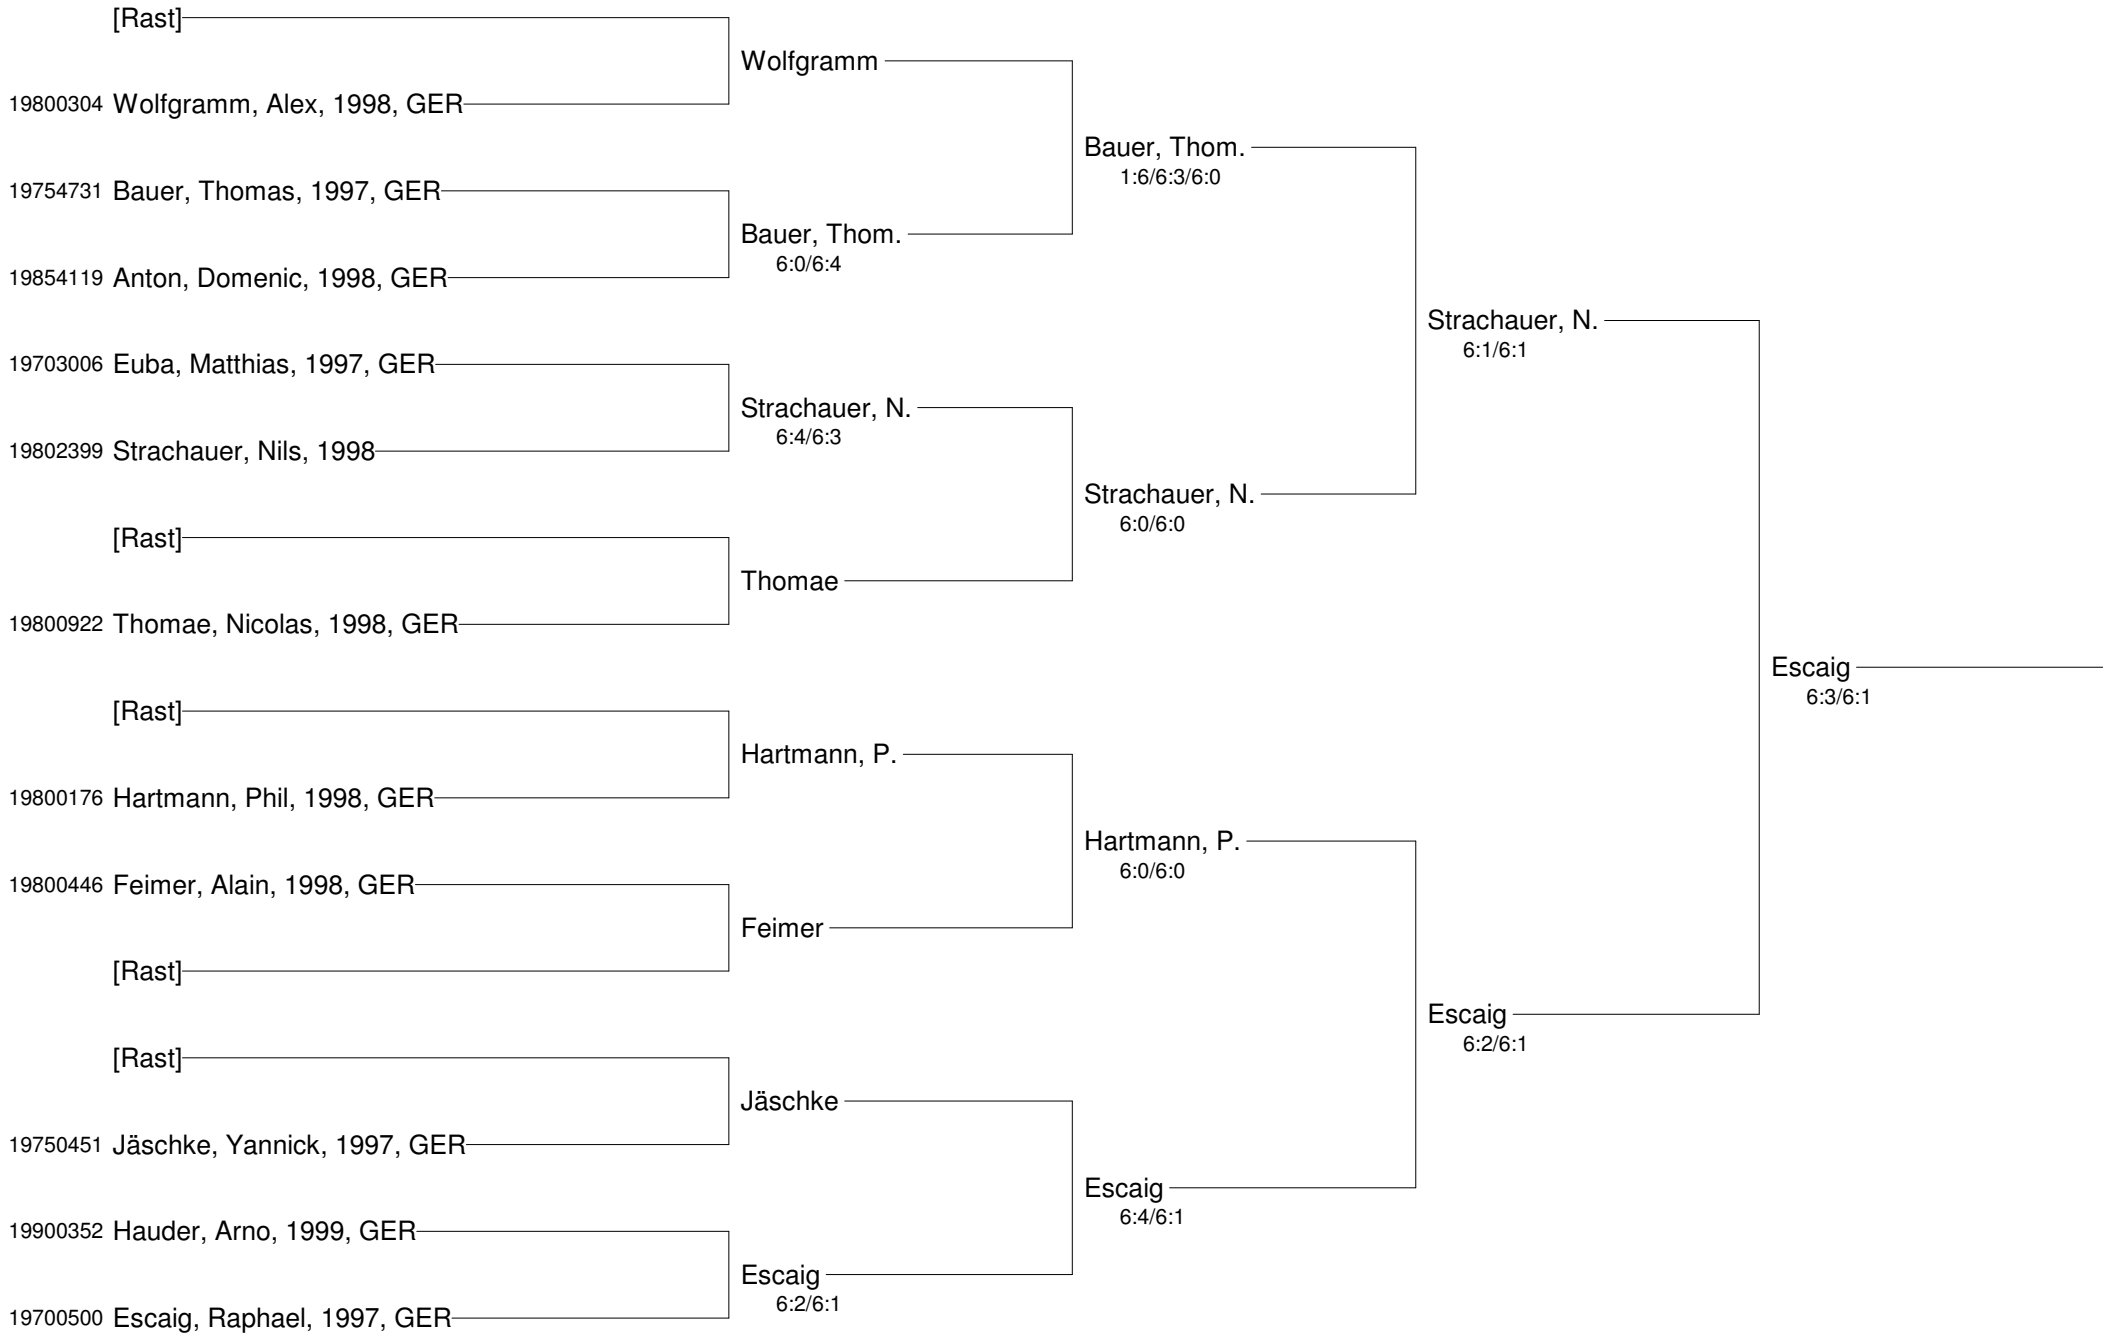 [Rast]
Wolfgramm
19800304 Wolfgramm, Alex, 1998, GER
Bauer, Thom.
1:6/6:3/6:0
19754731 Bauer, Thomas, 1997, GER
Bauer, Thom.
6:0/6:4
19854119 Anton, Domenic, 1998, GER
Strachauer, N.
6:1/6:1
19703006 Euba, Matthias, 1997, GER
Strachauer, N.
6:4/6:3
19802399 Strachauer, Nils, 1998
Strachauer, N.
6:0/6:0
[Rast]
Thomae
19800922 Thomae, Nicolas, 1998, GER
Escaig
6:3/6:1
[Rast]
Hartmann, P.
19800176 Hartmann, Phil, 1998, GER
Hartmann, P.
6:0/6:0
19800446 Feimer, Alain, 1998, GER
Feimer
[Rast]
Escaig
6:2/6:1
[Rast]
Jäschke
19750451 Jäschke, Yannick, 1997, GER
Escaig
6:4/6:1
19900352 Hauder, Arno, 1999, GER
Escaig
6:2/6:1
19700500 Escaig, Raphael, 1997, GER